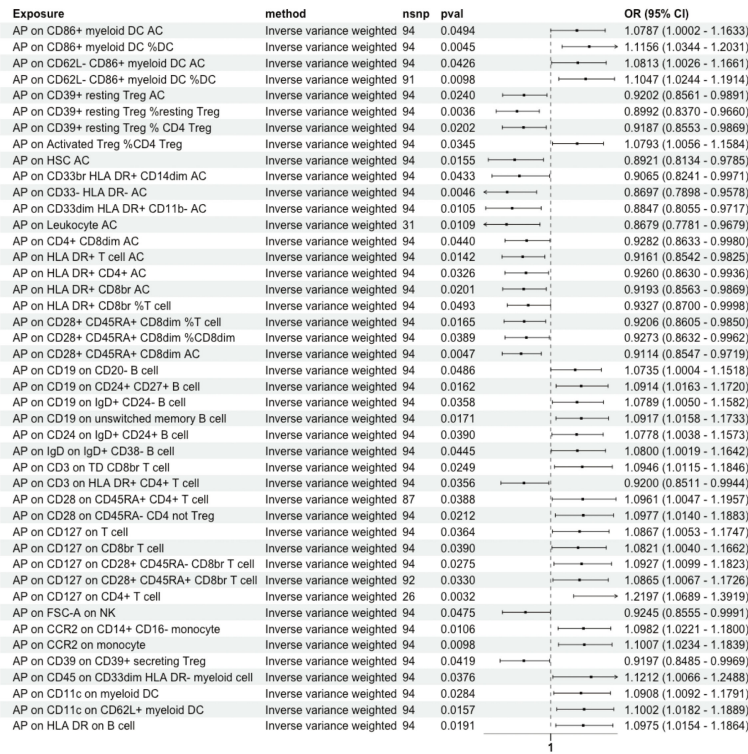 Exposure method nsnp pval OR (95% CI)
AP on CD86+ myeloid DC AC Inverse variance weighted 94 0.0494 1.0787 (1.0002 - 1.1633)
AP on CD86+ myeloid DC %DC Inverse variance weighted 94 0.0045 1.1156 (1.0344 - 1.2031)
AP on CD62L- CD86+ myeloid DC AC Inverse variance weighted 94 0.0426 1.0813 (1.0026 - 1.1661)
AP on CD62L- CD86+ myeloid DC %DC Inverse variance weighted 91 0.0098 1.1047 (1.0244 - 1.1914)
AP on CD39+ resting Treg AC Inverse variance weighted 94 0.0240 0.9202 (0.8561 - 0.9891)
AP on CD39+ resting Treg %resting Treg Inverse variance weighted 94 0.0036 0.8992 (0.8370 - 0.9660)
AP on CD39+ resting Treg % CD4 Treg Inverse variance weighted 94 0.0202 0.9187 (0.8553 - 0.9869)
AP on Activated Treg %CD4 Treg Inverse variance weighted 94 0.0345 1.0793 (1.0056 - 1.1584)
AP on HSC AC Inverse variance weighted 94 0.0155 0.8921 (0.8134 - 0.9785)
AP on CD33br HLA DR+ CD14dim AC Inverse variance weighted 94 0.0433 0.9065 (0.8241 - 0.9971)
AP on CD33- HLA DR- AC Inverse variance weighted 94 0.0046 0.8697 (0.7898 - 0.9578)
AP on CD33dim HLA DR+ CD11b- AC Inverse variance weighted 94 0.0105 0.8847 (0.8055 - 0.9717)
AP on Leukocyte AC Inverse variance weighted 31 0.0109 0.8679 (0.7781 - 0.9679)
AP on CD4+ CD8dim AC Inverse variance weighted 94 0.0440 0.9282 (0.8633 - 0.9980)
AP on HLA DR+ T cell AC Inverse variance weighted 94 0.0142 0.9161 (0.8542 - 0.9825)
AP on HLA DR+ CD4+ AC Inverse variance weighted 94 0.0326 0.9260 (0.8630 - 0.9936)
AP on HLA DR+ CD8br AC Inverse variance weighted 94 0.0201 0.9193 (0.8563 - 0.9869)
AP on HLA DR+ CD8br %T cell Inverse variance weighted 94 0.0493 0.9327 (0.8700 - 0.9998)
AP on CD28+ CD45RA+ CD8dim %T cell Inverse variance weighted 94 0.0165 0.9206 (0.8605 - 0.9850)
AP on CD28+ CD45RA+ CD8dim %CD8dim Inverse variance weighted 94 0.0389 0.9273 (0.8632 - 0.9962)
AP on CD28+ CD45RA+ CD8dim AC Inverse variance weighted 94 0.0047 0.9114 (0.8547 - 0.9719)
AP on CD19 on CD20- B cell Inverse variance weighted 94 0.0486 1.0735 (1.0004 - 1.1518)
AP on CD19 on CD24+ CD27+ B cell Inverse variance weighted 94 0.0162 1.0914 (1.0163 - 1.1720)
AP on CD19 on IgD+ CD24- B cell Inverse variance weighted 94 0.0358 1.0789 (1.0050 - 1.1582)
AP on CD19 on unswitched memory B cell Inverse variance weighted 94 0.0171 1.0917 (1.0158 - 1.1733)
AP on CD24 on IgD+ CD24+ B cell Inverse variance weighted 94 0.0390 1.0778 (1.0038 - 1.1573)
AP on IgD on IgD+ CD38- B cell Inverse variance weighted 94 0.0445 1.0800 (1.0019 - 1.1642)
AP on CD3 on TD CD8br T cell Inverse variance weighted 94 0.0249 1.0946 (1.0115 - 1.1846)
AP on CD3 on HLA DR+ CD4+ T cell Inverse variance weighted 94 0.0356 0.9200 (0.8511 - 0.9944)
AP on CD28 on CD45RA+ CD4+ T cell Inverse variance weighted 87 0.0388 1.0961 (1.0047 - 1.1957)
AP on CD28 on CD45RA- CD4 not Treg Inverse variance weighted 94 0.0212 1.0977 (1.0140 - 1.1883)
AP on CD127 on T cell Inverse variance weighted 94 0.0364 1.0867 (1.0053 - 1.1747)
AP on CD127 on CD8br T cell Inverse variance weighted 94 0.0390 1.0821 (1.0040 - 1.1662)
AP on CD127 on CD28+ CD45RA- CD8br T cell Inverse variance weighted 94 0.0275 1.0927 (1.0099 - 1.1823)
AP on CD127 on CD28+ CD45RA+ CD8br T cell Inverse variance weighted 92 0.0330 1.0865 (1.0067 - 1.1726)
AP on CD127 on CD4+ T cell Inverse variance weighted 26 0.0032 1.2197 (1.0689 - 1.3919)
AP on FSC-A on NK Inverse variance weighted 94 0.0475 0.9245 (0.8555 - 0.9991)
AP on CCR2 on CD14+ CD16- monocyte Inverse variance weighted 94 0.0106 1.0982 (1.0221 - 1.1800)
AP on CCR2 on monocyte Inverse variance weighted 94 0.0098 1.1007 (1.0234 - 1.1839)
AP on CD39 on CD39+ secreting Treg Inverse variance weighted 94 0.0419 0.9197 (0.8485 - 0.9969)
AP on CD45 on CD33dim HLA DR- myeloid cell Inverse variance weighted 94 0.0376 1.1212 (1.0066 - 1.2488)
AP on CD11c on myeloid DC Inverse variance weighted 94 0.0284 1.0908 (1.0092 - 1.1791)
AP on CD11c on CD62L+ myeloid DC Inverse variance weighted 94 0.0157 1.1002 (1.0182 - 1.1889)
AP on HLA DR on B cell Inverse variance weighted 94 0.0191 1.0975 (1.0154 - 1.1864)
1